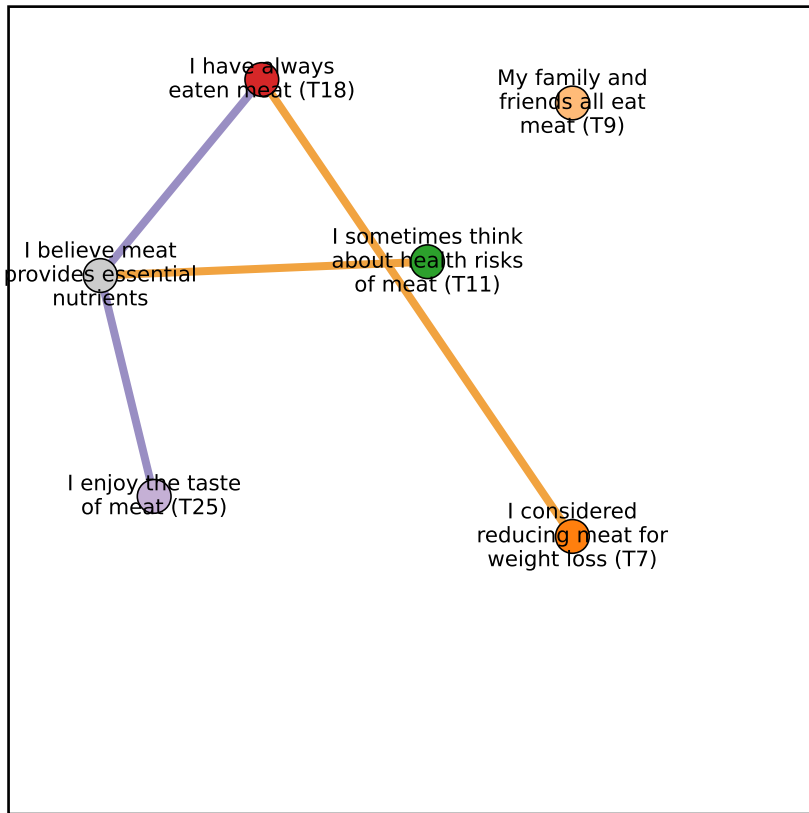 I have always
eaten meat (T18)
My family and
friends all eat
meat (T9)
I sometimes think
about health risks
of meat (T11)
I believe meat
provides essential
nutrients
I enjoy the taste
of meat (T25)
I considered
reducing meat for
weight loss (T7)